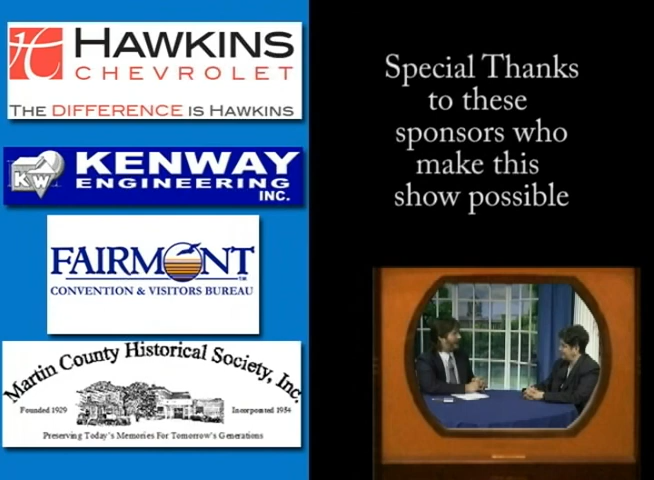 HAWKINS
CHEVROLET
THE DIFFERENCE IS HAWKINS
KW
KENWAY
ENGINEERING
INC.
FAIRMONT
CONVENTION & VISITORS BUREAU
Martin County Historical Society, Inc.
Founded 1929
Incorporated 1954
Preserving Today's Memories For Tomorrow's Generations
Special Thanks
to these
sponsors who
make this
show possible